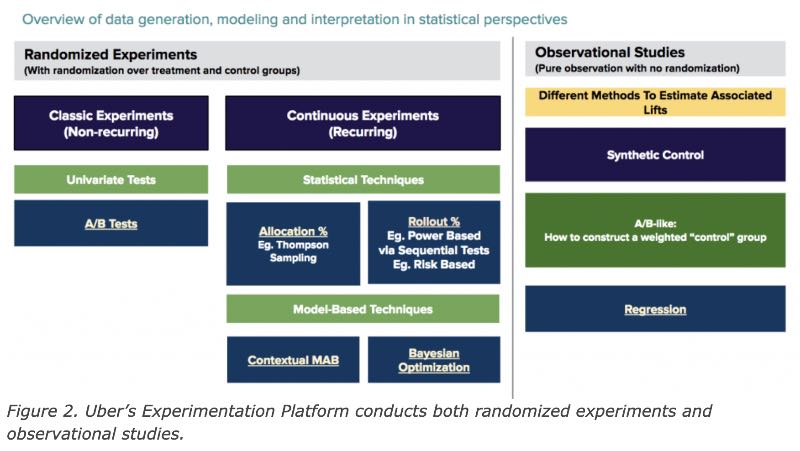 Overview of data generation, modeling and interpretation in statistical perspectives
Randomized Experiments
(With randomization over treatment and control groups)
Classic Experiments
(Non-recurring)
Univariate Tests
A/B Tests
Continuous Experiments
(Recurring)
Statistical Techniques
Allocation %
Eg. Thompson
Sampling
Rollout %
Eg. Power Based
via Sequential Tests
Eg. Risk Based
Model-Based Techniques
Contextual MAB
Bayesian
Optimization
Observational Studies
(Pure observation with no randomization)
Different Methods To Estimate Associated
Lifts
Synthetic Control
A/B-like:
How to construct a weighted “control” group
Regression
Figure 2. Uber’s Experimentation Platform conducts both randomized experiments and
observational studies.